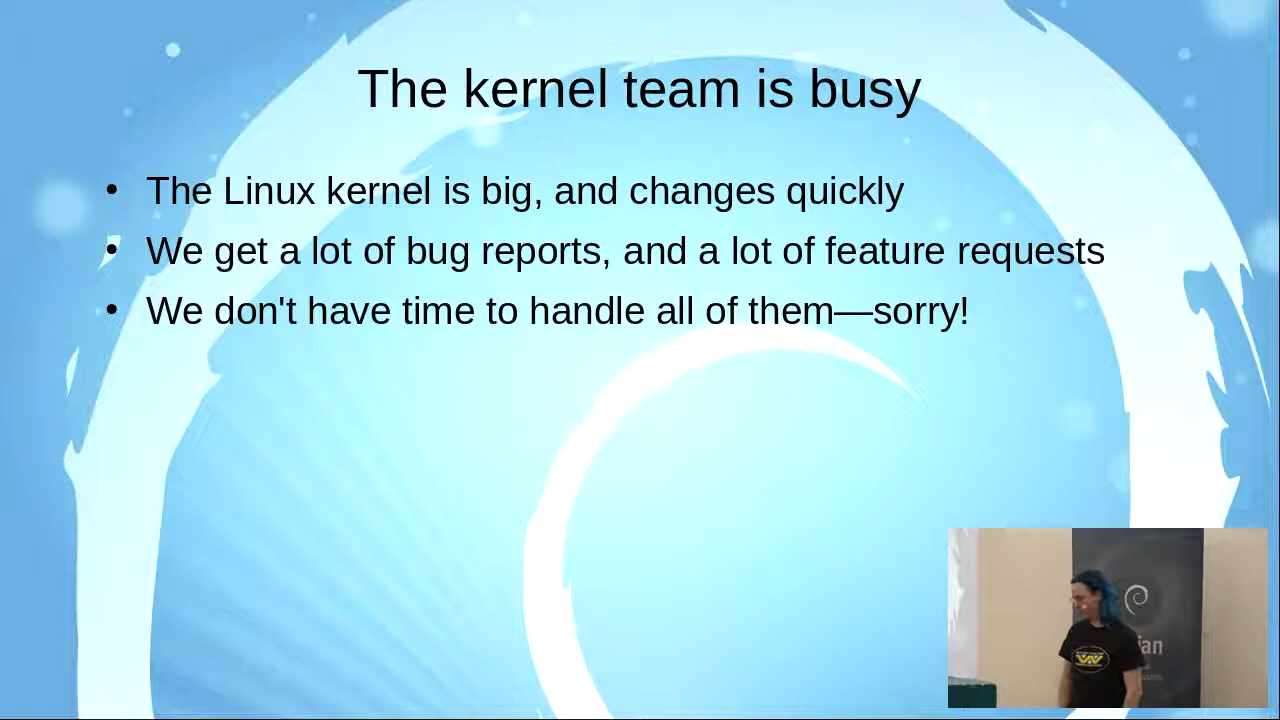 The kernel team is busy
• The Linux kernel is big, and changes quickly
• We get a lot of bug reports, and a lot of feature requests
• We don't have time to handle all of them—sorry!
ian